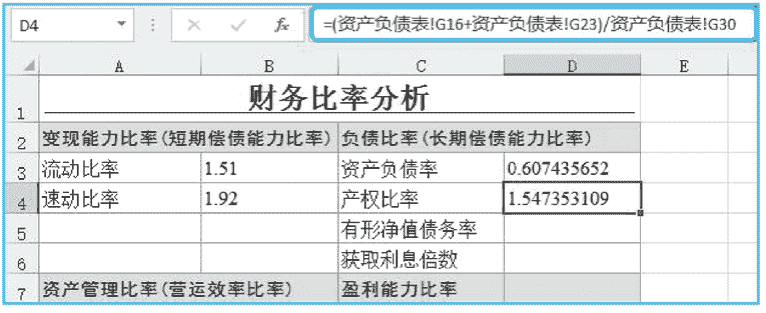 D4 fx =(资产负债表!G16+资产负债表!G23)/资产负债表!G30
A B C D E
1 财务比率分析
2 变现能力比率(短期偿债能力比率) 负债比率(长期偿债能力比率)
3 流动比率 1.51 资产负债率 0.607435652
4 速动比率 1.92 产权比率 1.547353109
5 有形净值债务率
6 获取利息倍数
7 资产管理比率(营运效率比率) 盈利能力比率